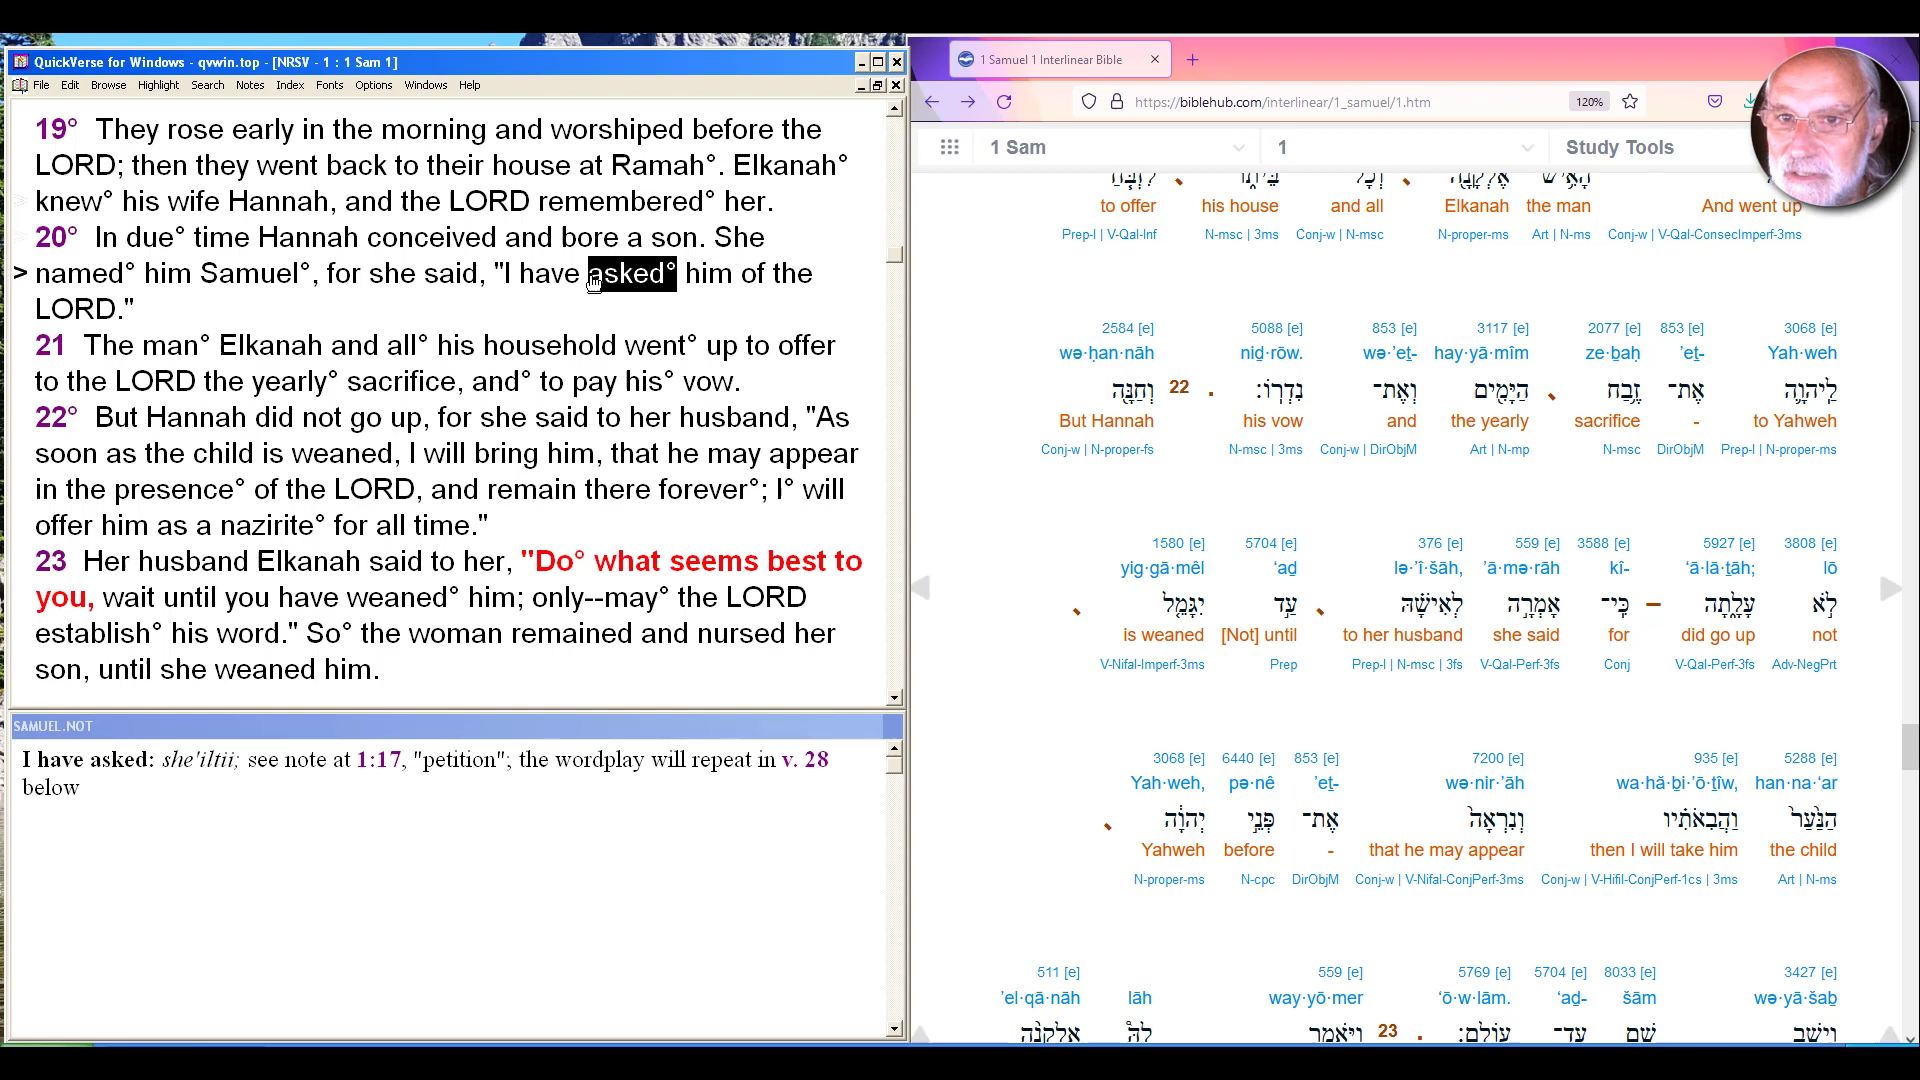 QuickVerse for Windows - qvwin.top - [NRSV - 1 : 1 Sam 1]
File Edit Browse Highlight Search Notes Index Fonts Options Windows Help
19° They rose early in the morning and worshiped before the
LORD; then they went back to their house at Ramah°. Elkanah°
knew° his wife Hannah, and the LORD remembered° her.
20° In due° time Hannah conceived and bore a son. She
> named° him Samuel°, for she said, "I have asked° him of the
LORD."
21 The man° Elkanah and all° his household went° up to offer
to the LORD the yearly° sacrifice, and° to pay his° vow.
22° But Hannah did not go up, for she said to her husband, "As
soon as the child is weaned, I will bring him, that he may appear
in the presence° of the LORD, and remain there forever°; I° will
offer him as a nazirite° for all time."
23 Her husband Elkanah said to her, "Do° what seems best to
you, wait until you have weaned° him; only--may° the LORD
establish° his word." So° the woman remained and nursed her
son, until she weaned him.
SAMUEL.NOT
I have asked: she'iltii; see note at 1:17, "petition"; the wordplay will repeat in v. 28
below
1 Samuel 1 Interlinear Bible
https://biblehub.com/interlinear/1_samuel/1.htm 120%
1 Sam 1 Study Tools
to offer his house and all Elkanah the man And went up
Prep-l | V-Qal-Inf N-msc | 3ms Conj-w | N-msc N-proper-ms Art | N-ms Conj-w | V-Qal-ConsecImperf-3ms
2584 [e] 5088 [e] 853 [e] 3117 [e] 2077 [e] 853 [e] 3068 [e]
wə·ḥan·nāh niḏ·rōw. wə·’eṯ- hay·yā·mîm ze·ḇaḥ ’eṯ- Yah·weh
וְחַנָּ֖ה 22 . נִדְרֽוֹ׃ וְאֶת־ הַיָּמִ֖ים זֶ֥בַח אֶת־ לַֽיהוָ֛ה
But Hannah his vow and the yearly sacrifice - to Yahweh
Conj-w | N-proper-fs N-msc | 3ms Conj-w | DirObjM Art | N-mp N-msc DirObjM Prep-l | N-proper-ms
1580 [e] 5704 [e] 376 [e] 559 [e] 3588 [e] 5927 [e] 3808 [e]
yig·gā·mêl ‘aḏ lə·’î·šāh, ’ā·mə·rāh kî- ‘ā·lā·ṯāh; lō
יִגָּמֵ֤ל עַ֣ד לְאִישָׁ֗הּ אָמְרָ֣ה כִּֽי־ – עָלָ֑תָה לֹ֣א
is weaned [Not] until to her husband she said for did go up not
V-Nifal-Imperf-3ms Prep Prep-l | N-msc | 3fs V-Qal-Perf-3fs Conj V-Qal-Perf-3fs Adv-NegPrt
3068 [e] 6440 [e] 853 [e] 7200 [e] 935 [e] 5288 [e]
Yah·weh, pə·nê ’eṯ- wə·nir·’āh wa·hă·ḇi·’ō·ṯîw, han·na·‘ar
יְהוָ֔ה פְּנֵ֣י אֶת־ וְנִרְאָה֙ וַהֲבִאֹתִ֗יו הַנַּ֙עַר֙
Yahweh before - that he may appear then I will take him the child
N-proper-ms N-cpc DirObjM Conj-w | V-Nifal-ConjPerf-3ms Conj-w | V-Hifil-ConjPerf-1cs | 3ms Art | N-ms
511 [e] 559 [e] 5769 [e] 5704 [e] 8033 [e] 3427 [e]
’el·qā·nāh lāh way·yō·mer ‘ō·w·lām. ‘aḏ- šām wə·yā·šaḇ
אֶלְקָנָ֨ה לָהּ֩ וַיֹּ֣אמֶר 23 . עוֹלָֽם׃ עַד־ שָׁ֖ם וְיָ֥שַׁב